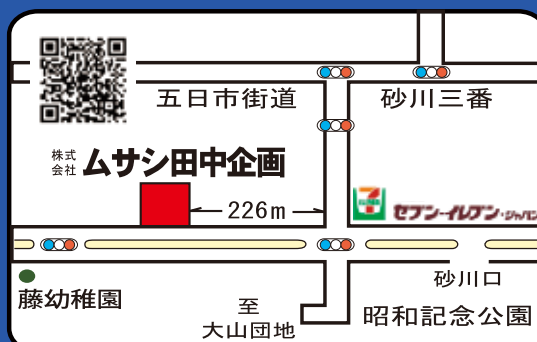 五日市街道
砂川三番
株式
会社
ムサシ田中企画
226m
セブン-イレブン・ジャパン
砂川口
藤幼稚園
至
大山団地
昭和記念公園